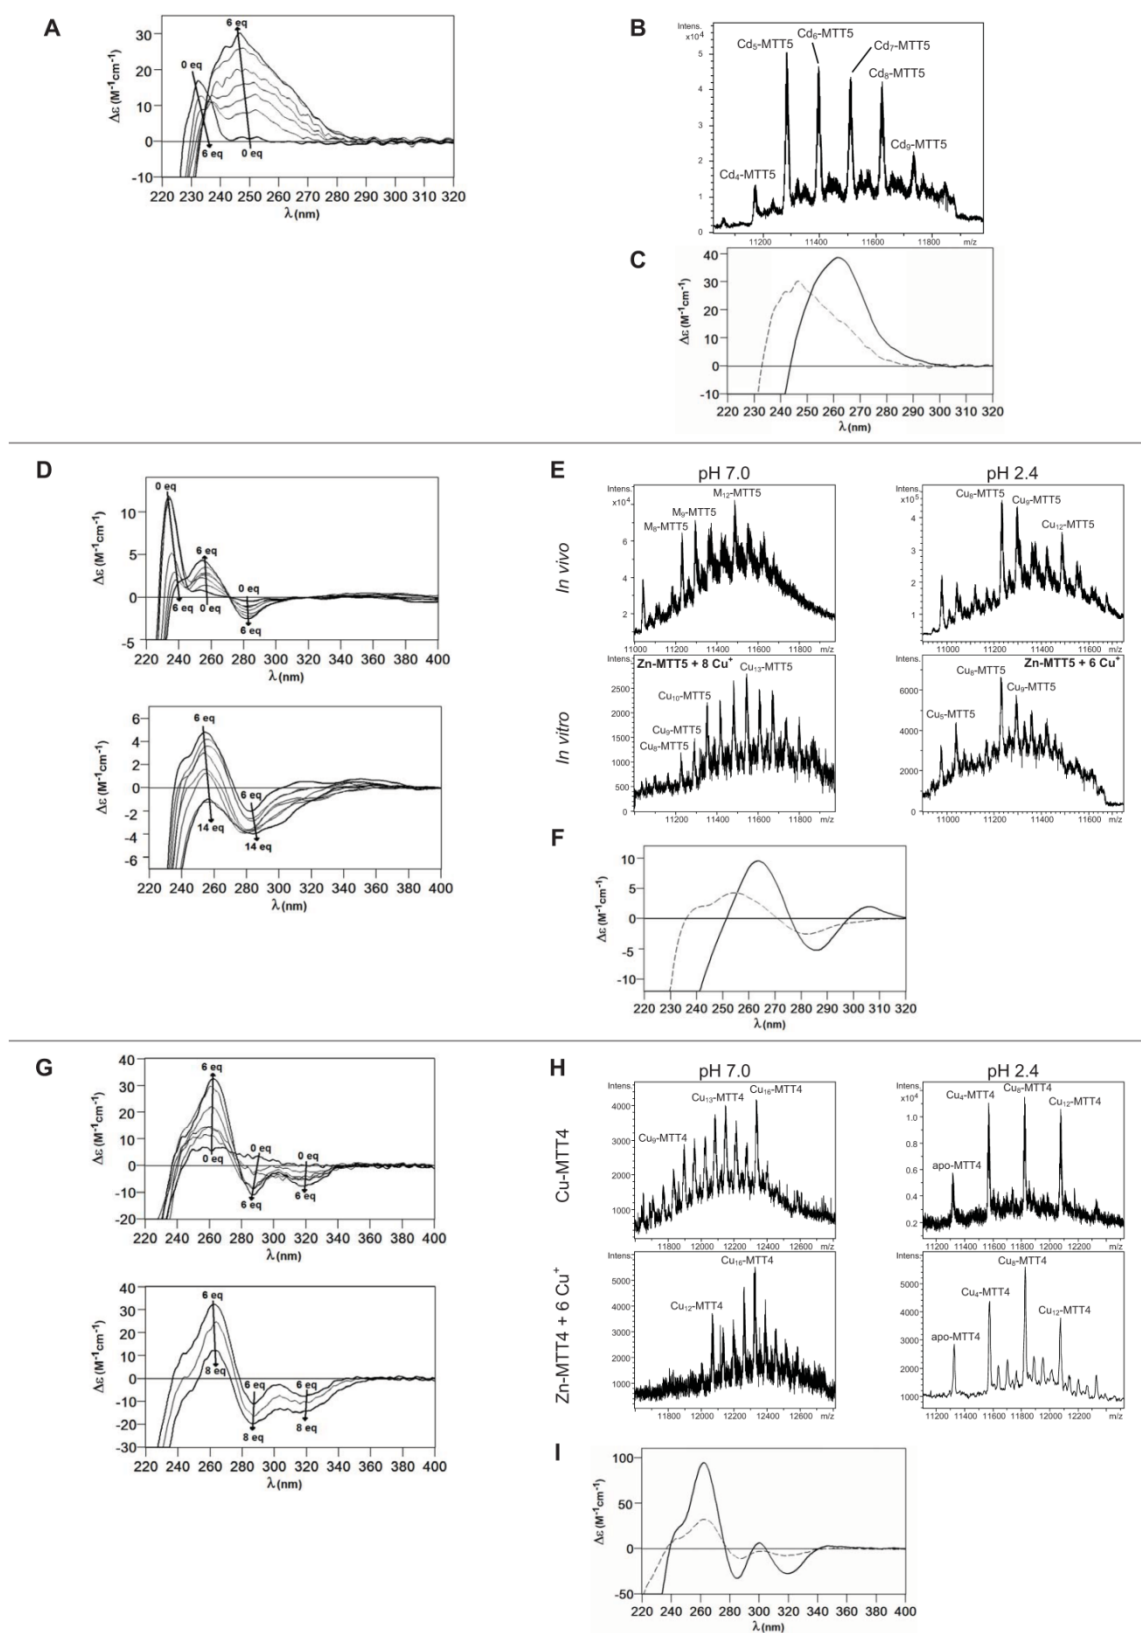 A
Δε (M⁻¹cm⁻¹)
30
20
10
0
-10
6 eq
0 eq
6 eq
0 eq
220 230 240 250 260 270 280 290 300 310 320
λ(nm)
B
Intens.
x10⁴
5
4
3
2
1
0
Cd₄-MTT5
Cd₅-MTT5
Cd₆-MTT5
Cd₇-MTT5
Cd₈-MTT5
Cd₉-MTT5
11200 11400 11600 11800 m/z
C
Δε (M⁻¹cm⁻¹)
40
30
20
10
0
-10
220 230 240 250 260 270 280 290 300 310 320
λ(nm)
D
Δε (M⁻¹cm⁻¹)
10
5
0
-5
0 eq
6 eq
0 eq
6 eq
0 eq
6 eq
220 240 260 280 300 320 340 360 380 400
λ(nm)
Δε (M⁻¹cm⁻¹)
6
4
2
0
-2
-4
-6
6 eq
6 eq
14 eq
14 eq
220 240 260 280 300 320 340 360 380 400
λ(nm)
E
pH 7.0
pH 2.4
In vivo
Intens.
x10⁴
8
6
4
2
M₈-MTT5
M₉-MTT5
M₁₂-MTT5
11000 11200 11400 11600 11800 m/z
Intens.
x10⁵
4
3
2
1
Cu₈-MTT5
Cu₉-MTT5
Cu₁₂-MTT5
11000 11200 11400 11600 m/z
In vitro
Intens.
2500
2000
1500
1000
500
0
Zn-MTT5 + 8 Cu⁺
Cu₁₃-MTT5
Cu₁₀-MTT5
Cu₉-MTT5
Cu₈-MTT5
11200 11400 11600 11800 m/z
Intens.
6000
4000
2000
0
Zn-MTT5 + 6 Cu⁺
Cu₈-MTT5
Cu₉-MTT5
Cu₅-MTT5
11000 11200 11400 11600 m/z
F
Δε (M⁻¹cm⁻¹)
10
5
0
-5
-10
220 230 240 250 260 270 280 290 300 310 320
λ(nm)
G
Δε (M⁻¹cm⁻¹)
40
30
20
10
0
-10
-20
6 eq
0 eq
0 eq
0 eq
6 eq
6 eq
220 240 260 280 300 320 340 360 380 400
λ(nm)
Δε (M⁻¹cm⁻¹)
40
30
20
10
0
-10
-20
-30
6 eq
8 eq
6 eq
6 eq
8 eq
8 eq
220 240 260 280 300 320 340 360 380 400
λ(nm)
H
pH 7.0
pH 2.4
Cu-MTT4
Intens.
4000
3000
2000
1000
0
Cu₉-MTT4
Cu₁₃-MTT4
Cu₁₆-MTT4
11800 12000 12200 12400 12600 m/z
Intens.
x10⁴
1.0
0.8
0.6
0.4
0.2
apo-MTT4
Cu₄-MTT4
Cu₈-MTT4
Cu₁₂-MTT4
11200 11400 11600 11800 12000 12200 m/z
Zn-MTT4 + 6 Cu⁺
Intens.
5000
4000
3000
2000
1000
0
Cu₁₆-MTT4
Cu₁₂-MTT4
11800 12000 12200 12400 12600 m/z
Intens.
5000
4000
3000
2000
1000
Cu₈-MTT4
Cu₄-MTT4
Cu₁₂-MTT4
apo-MTT4
11200 11400 11600 11800 12000 12200 m/z
I
Δε (M⁻¹cm⁻¹)
100
50
0
-50
220 240 260 280 300 320 340 360 380 400
λ(nm)